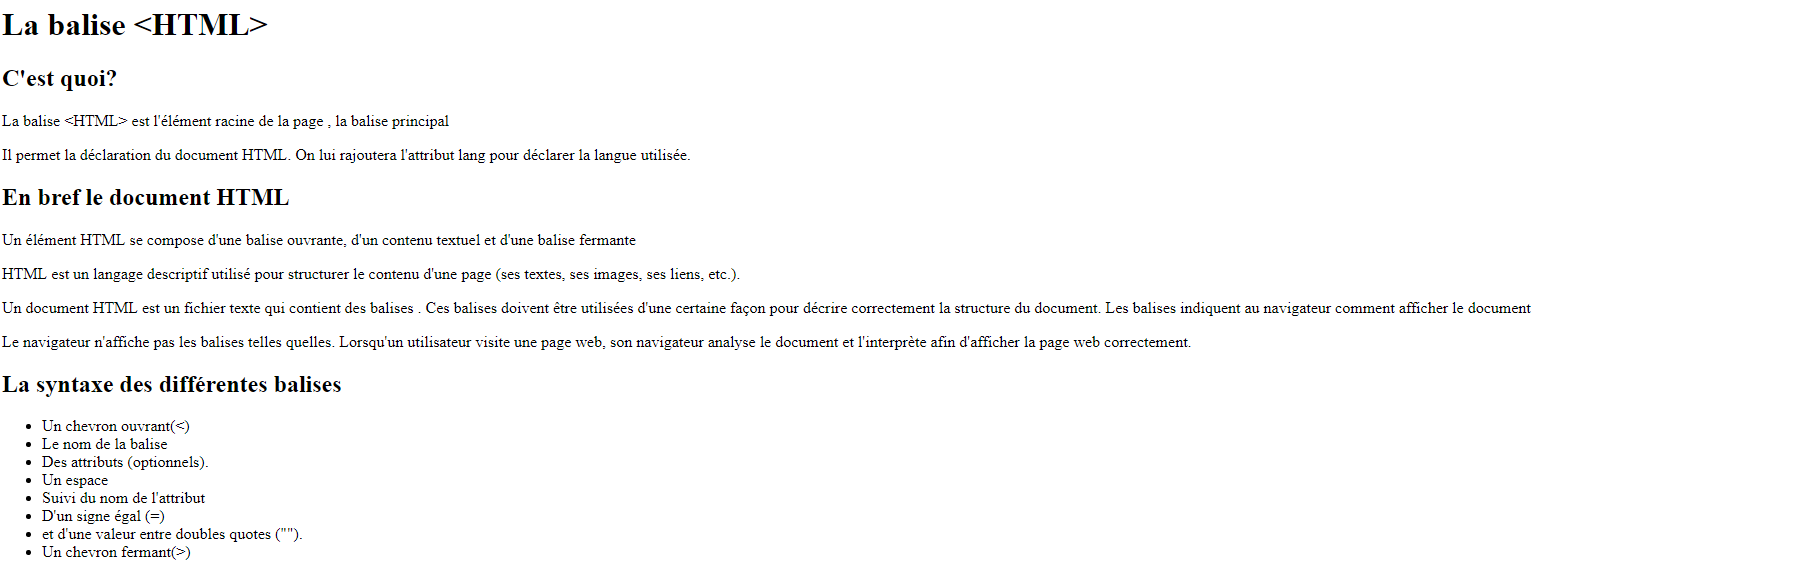 La balise <HTML>
C'est quoi?
La balise <HTML> est l'élément racine de la page , la balise principal
Il permet la déclaration du document HTML. On lui rajoutera l'attribut lang pour déclarer la langue utilisée.
En bref le document HTML
Un élément HTML se compose d'une balise ouvrante, d'un contenu textuel et d'une balise fermante
HTML est un langage descriptif utilisé pour structurer le contenu d'une page (ses textes, ses images, ses liens, etc.).
Un document HTML est un fichier texte qui contient des balises . Ces balises doivent être utilisées d'une certaine façon pour décrire correctement la structure du document. Les balises indiquent au navigateur comment afficher le document
Le navigateur n'affiche pas les balises telles quelles. Lorsqu'un utilisateur visite une page web, son navigateur analyse le document et l'interprète afin d'afficher la page web correctement.
La syntaxe des différentes balises
• Un chevron ouvrant(<)
• Le nom de la balise
• Des attributs (optionnels).
• Un espace
• Suivi du nom de l'attribut
• D'un signe égal (=)
• et d'une valeur entre doubles quotes ("").
• Un chevron fermant(>)